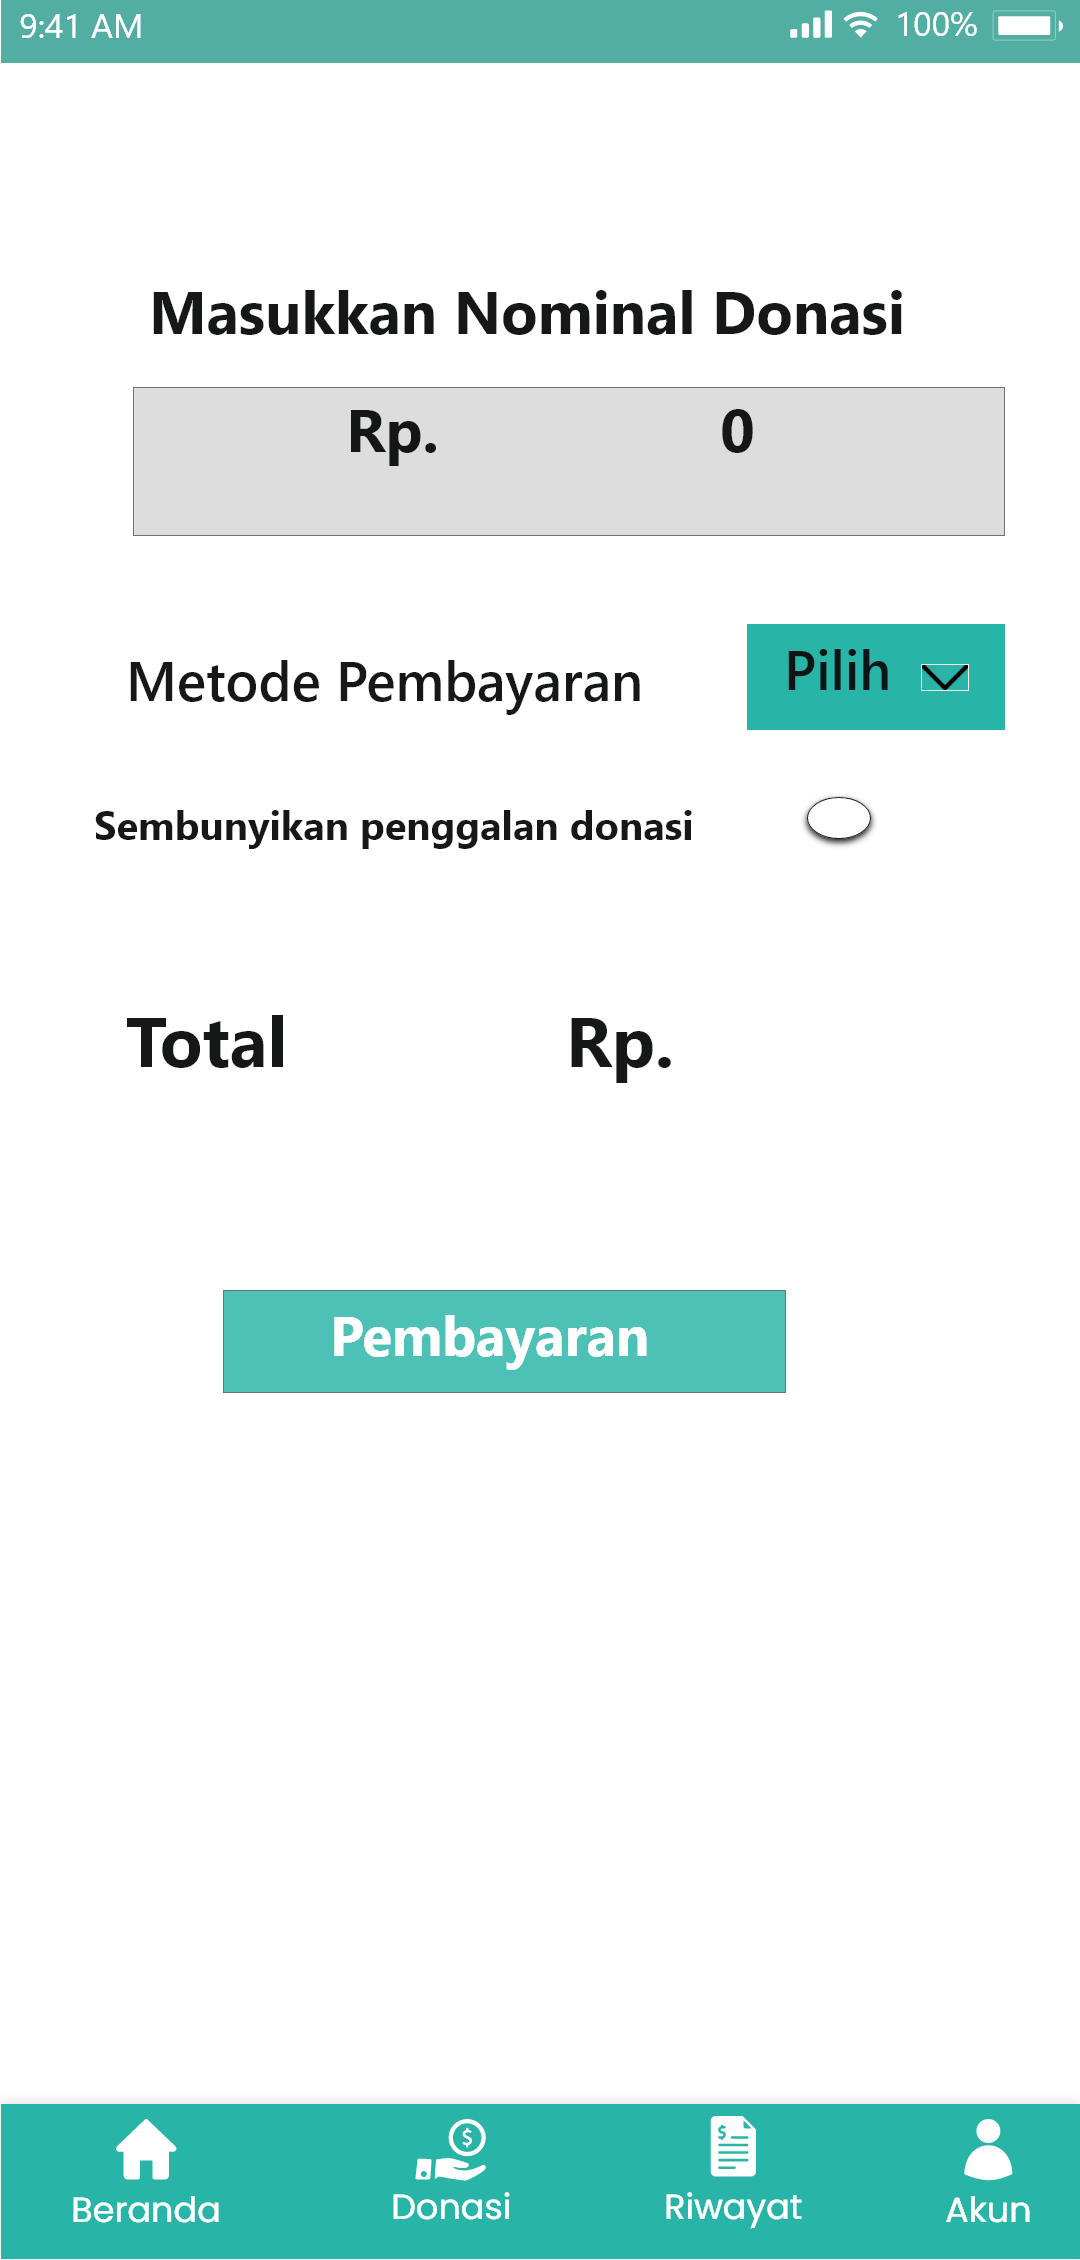 9:41 AM 100%
Masukkan Nominal Donasi
Rp. 0
Metode Pembayaran Pilih
Sembunyikan penggalan donasi
Total Rp.
Pembayaran
Beranda Donasi Riwayat Akun